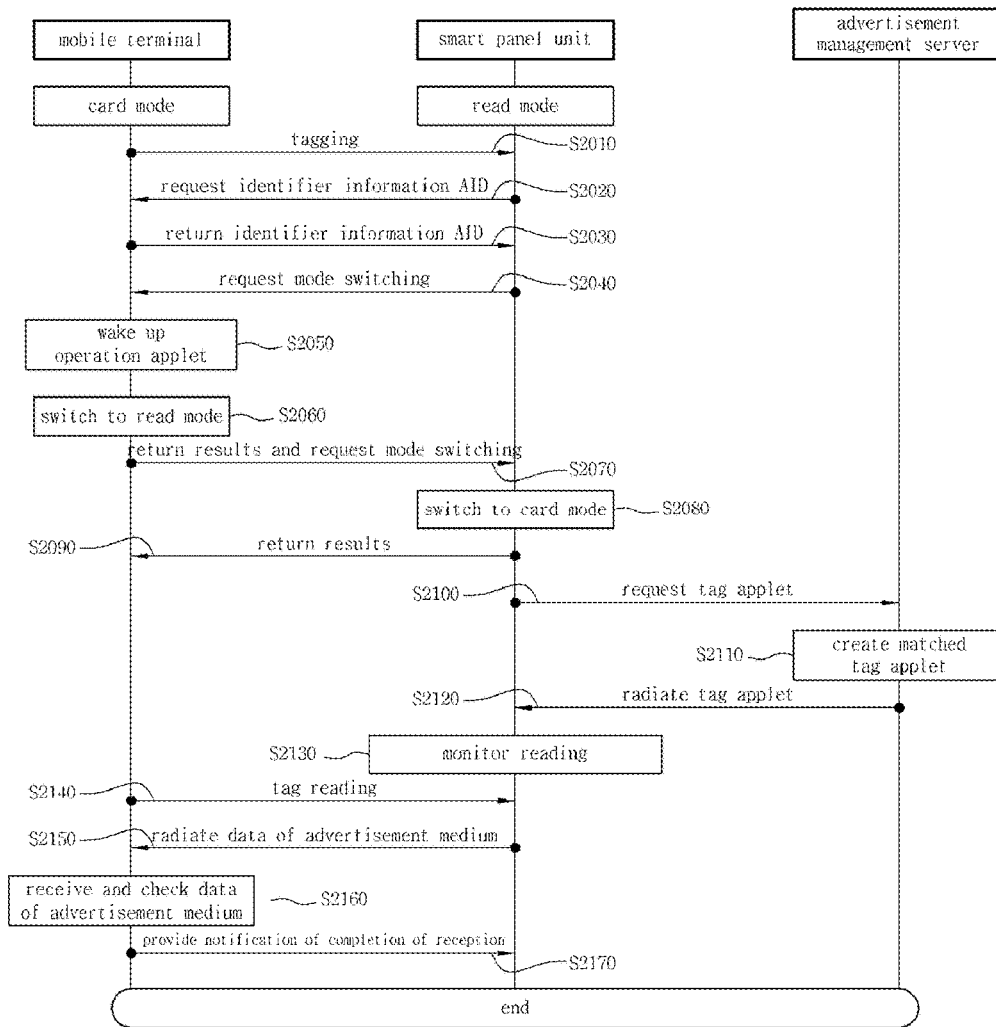 mobile terminal
smart panel unit
advertisement
management server
card mode
read mode
tagging
S2010
request identifier information AID
S2020
return identifier information AID
S2030
request mode switching
S2040
wake up
operation applet
S2050
switch to read mode
S2060
return results and request mode switching
S2070
switch to card mode
S2080
S2090
return results
S2100
request tag applet
S2110
create matched
tag applet
S2120
radiate tag applet
S2130
monitor reading
S2140
tag reading
S2150
radiate data of advertisement medium
receive and check data
of advertisement medium
S2160
provide notification of completion of reception
S2170
end